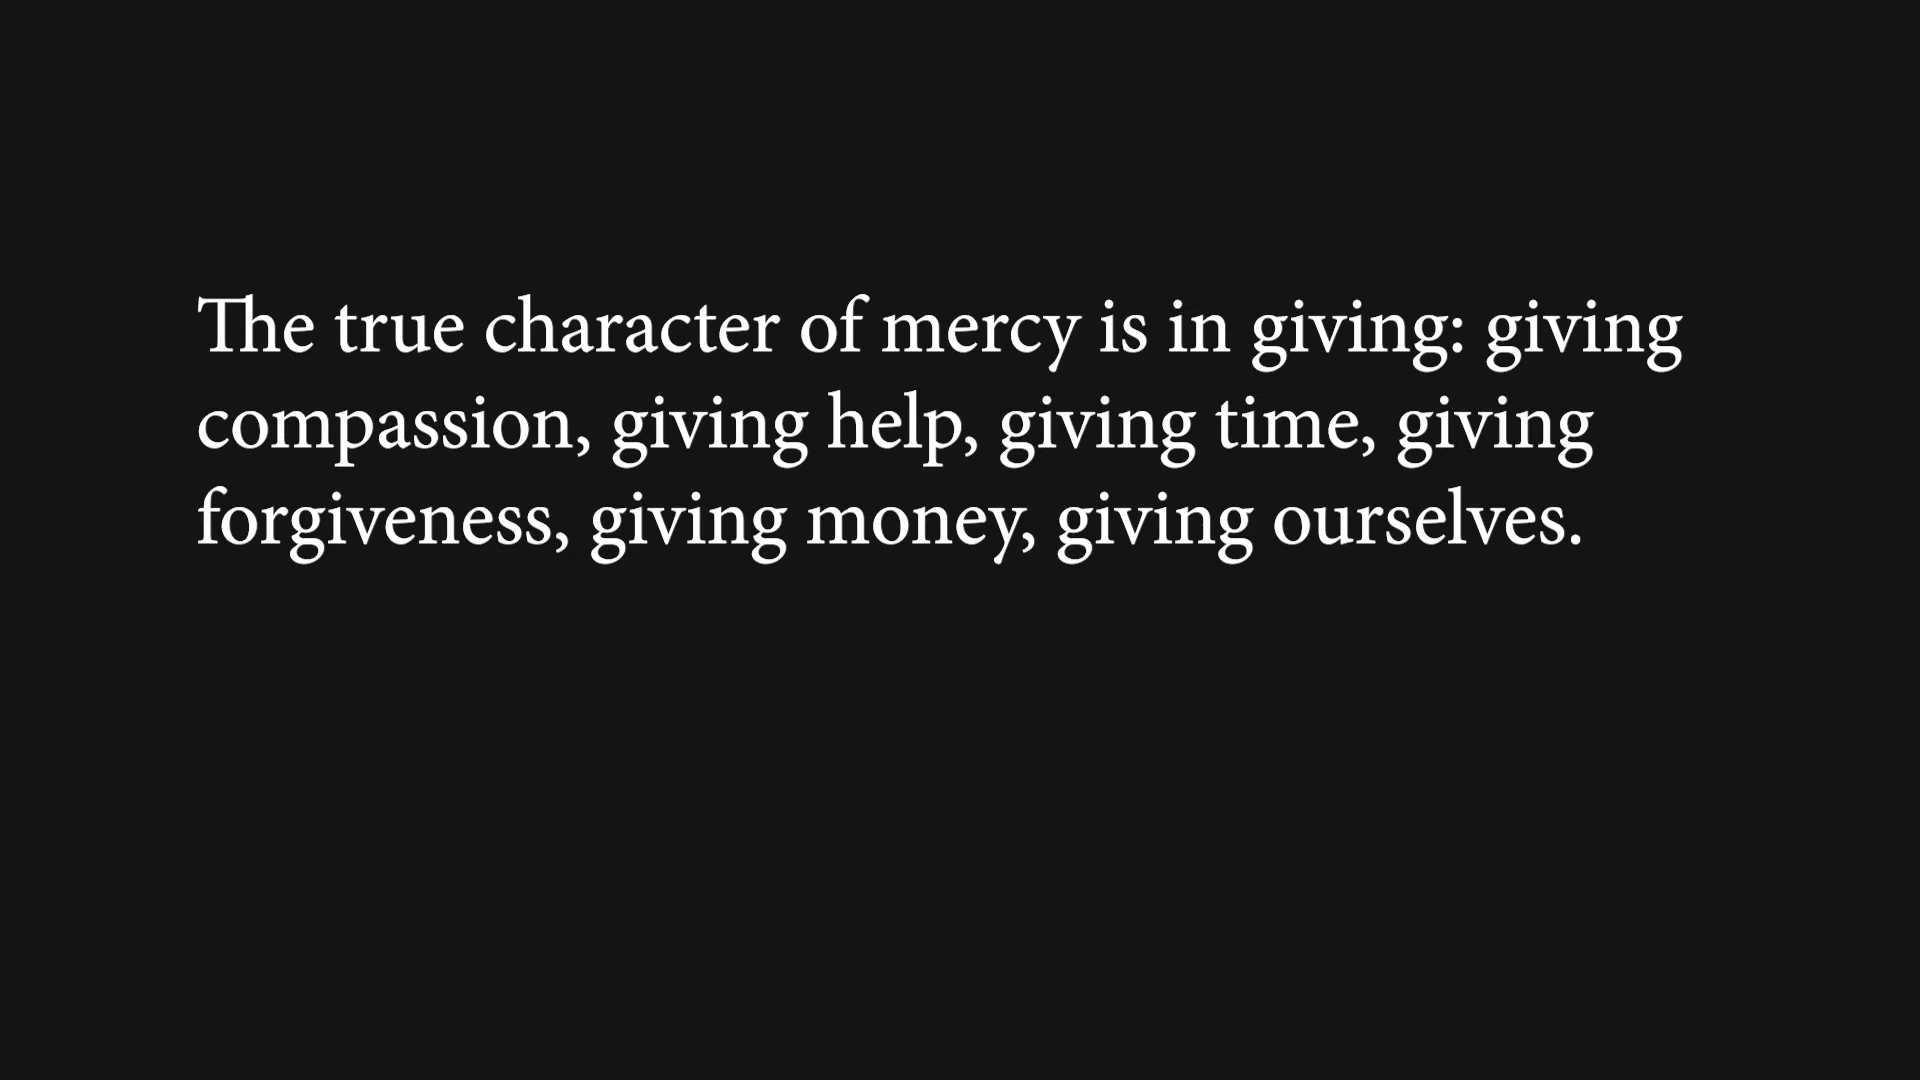 The true character of mercy is in giving: giving
compassion, giving help, giving time, giving
forgiveness, giving money, giving ourselves.